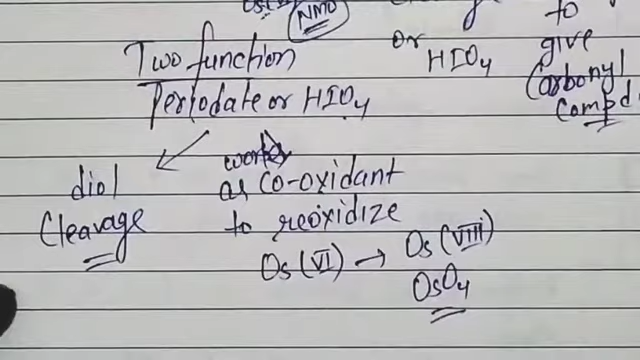 NMO
or HIO4
to
give
Carbonyl
compd.
Two function
Periodate or HIO4
diol
Cleavage
works
as Co-oxidant
to reoxidize
Os (VI) → Os (VIII)
OsO4